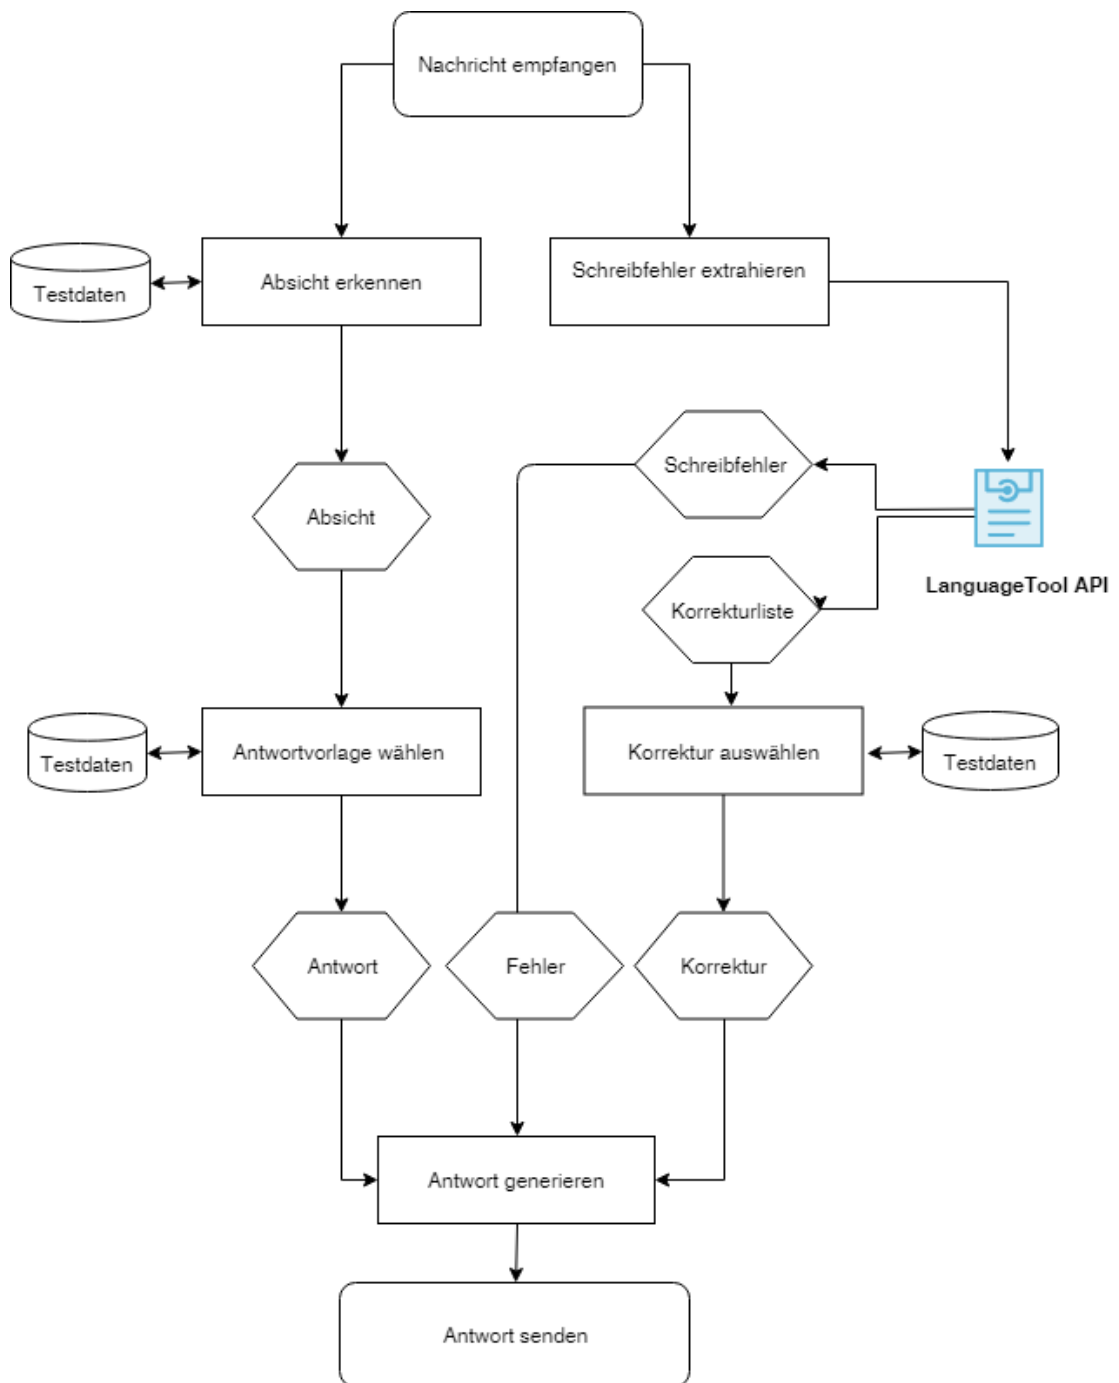 Nachricht empfangen
Testdaten
Absicht erkennen
Schreibfehler extrahieren
Schreibfehler
Absicht
LanguageTool API
Korrekturliste
Testdaten
Antwortvorlage wählen
Korrektur auswählen
Testdaten
Antwort
Fehler
Korrektur
Antwort generieren
Antwort senden